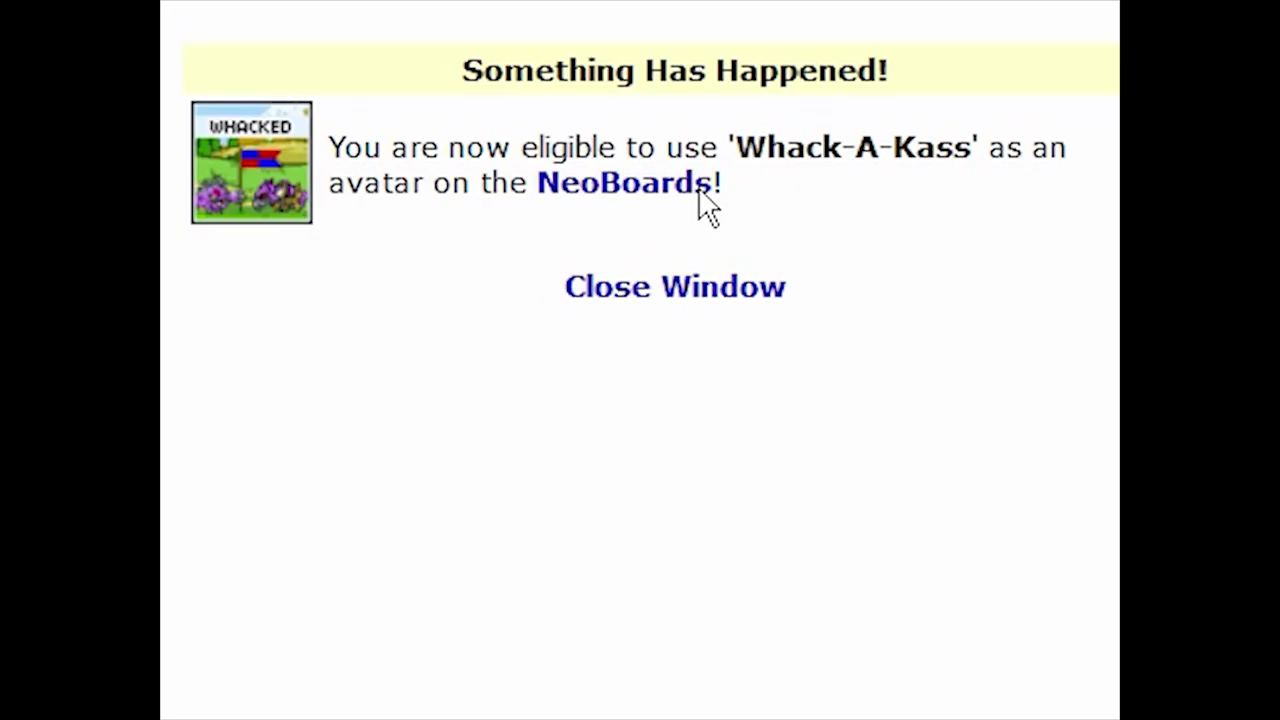 Something Has Happened!
WHACKED
You are now eligible to use 'Whack-A-Kass' as an
avatar on the NeoBoards!
Close Window